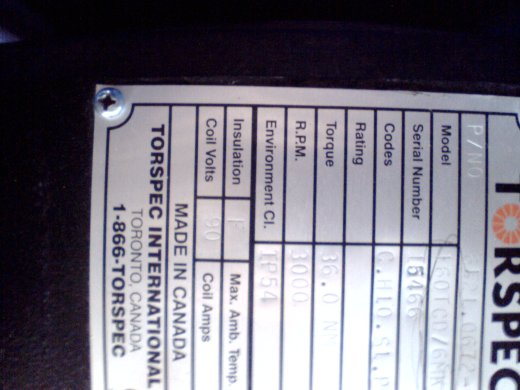 TORSPEC
P/NO
Model
Serial Number 15466
Codes
Rating
Torque 36.0 NM
R.P.M. 3000
Environment Cl. IP54
Insulation F Max. Amb. Temp.
Coil Volts 90 Coil Amps
MADE IN CANADA
TORSPEC INTERNATIONAL
TORONTO, CANADA
1-866-TORSPEC